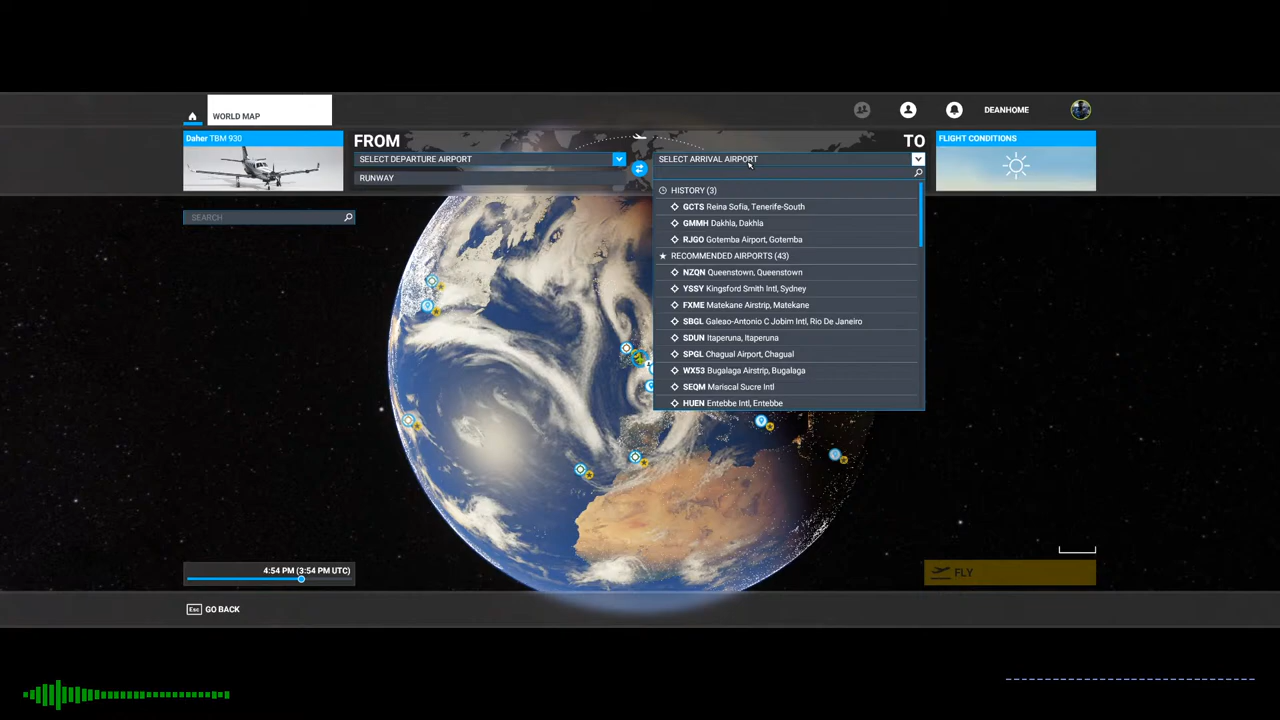 WORLD MAP
DEANHOME
Daher TBM 930
FROM
TO
FLIGHT CONDITIONS
SELECT DEPARTURE AIRPORT
SELECT ARRIVAL AIRPORT
RUNWAY
HISTORY (3)
GCTS Reina Sofia, Tenerife-South
SEARCH
GMMH Dakhla, Dakhla
RJGO Gotemba Airport, Gotemba
RECOMMENDED AIRPORTS (43)
NZQN Queenstown, Queenstown
YSSY Kingsford Smith Intl, Sydney
FXME Matekane Airstrip, Matekane
SBGL Galeao-Antonio C Jobim Intl, Rio De Janeiro
SDUN Itaperuna, Itaperuna
SPGL Chagual Airport, Chagual
WX53 Bugalaga Airstrip, Bugalaga
SEQM Mariscal Sucre Intl
HUEN Entebbe Intl, Entebbe
4:54 PM (3:54 PM UTC)
FLY
Esc GO BACK